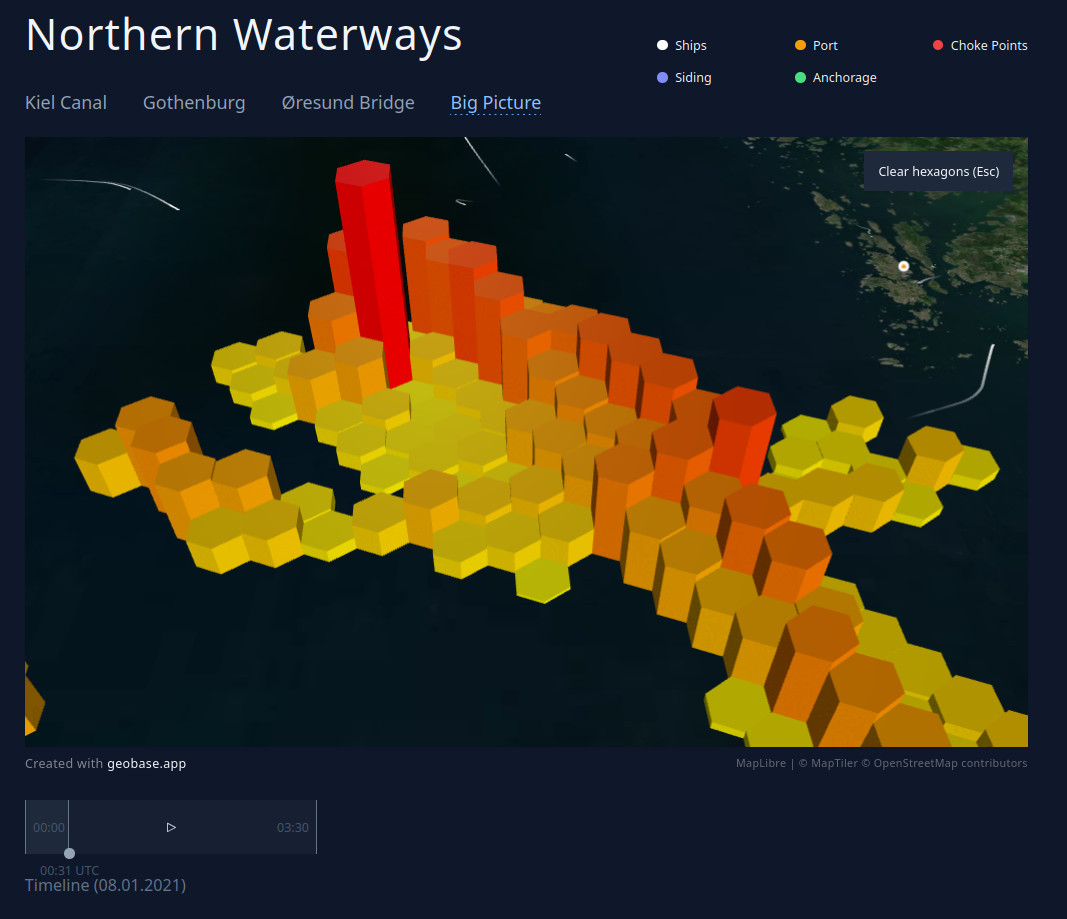 Northern Waterways
Ships
Port
Choke Points
Siding
Anchorage
Kiel Canal
Gothenburg
Øresund Bridge
Big Picture
Clear hexagons (Esc)
Created with geobase.app
MapLibre | © MapTiler © OpenStreetMap contributors
00:00
03:30
00:31 UTC
Timeline (08.01.2021)